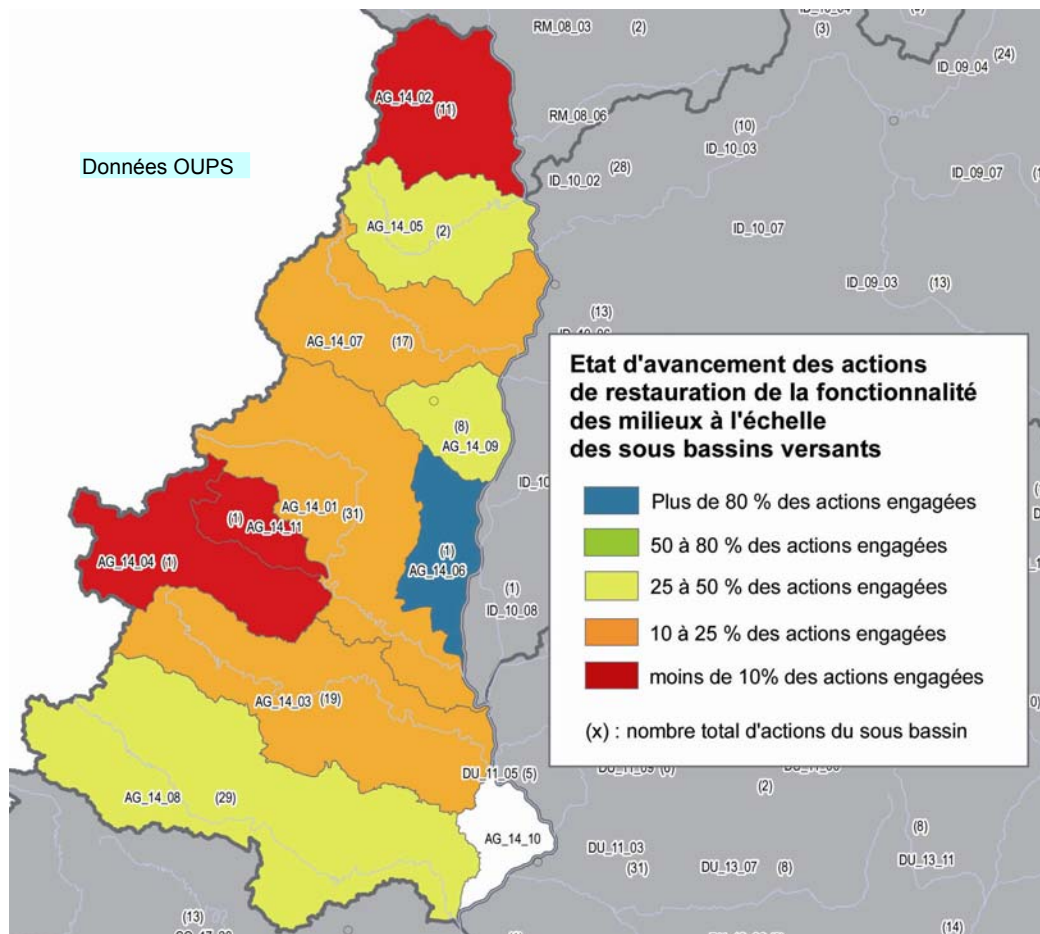 RM_08_03 (2)
(3)
(24)
ID_09_04
AG_14_02
(11)
RM_08_06
(10)
ID_10_03
Données OUPS
(28)
ID_10_02
ID_09_07
AG_14_05 (2)
ID_10_07
ID_09_03 (13)
(13)
AG_14_07 (17)
Etat d'avancement des actions
de restauration de la fonctionnalité
des milieux à l'échelle
des sous bassins versants
(8)
AG_14_09
Plus de 80 % des actions engagées
50 à 80 % des actions engagées
25 à 50 % des actions engagées
10 à 25 % des actions engagées
moins de 10% des actions engagées
(x) : nombre total d'actions du sous bassin
AG_14_01 (31)
(1) AG_14_11
AG_14_04 (1)
(1)
AG_14_06
(1)
ID_10_08
AG_14_03 (19)
DU_11_05 (5)
(2)
AG_14_08 (29)
AG_14_10
(8)
DU_11_03
(31)
DU_13_07 (8)
DU_13_11
(13)
(14)